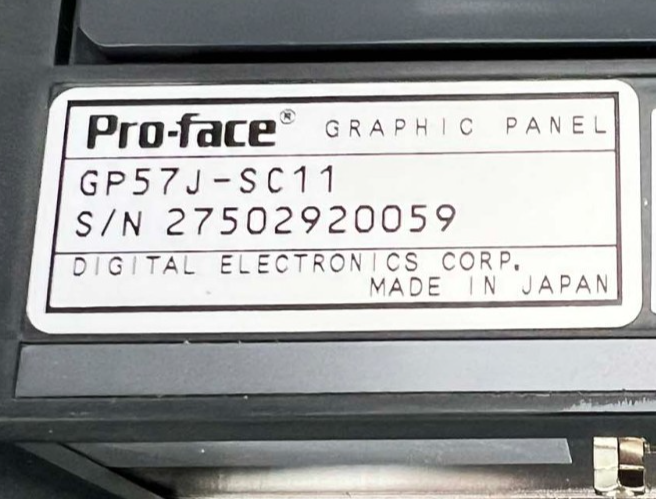 Pro-face® GRAPHIC PANEL
GP57J-SC11
S/N 27502920059
DIGITAL ELECTRONICS CORP.
MADE IN JAPAN